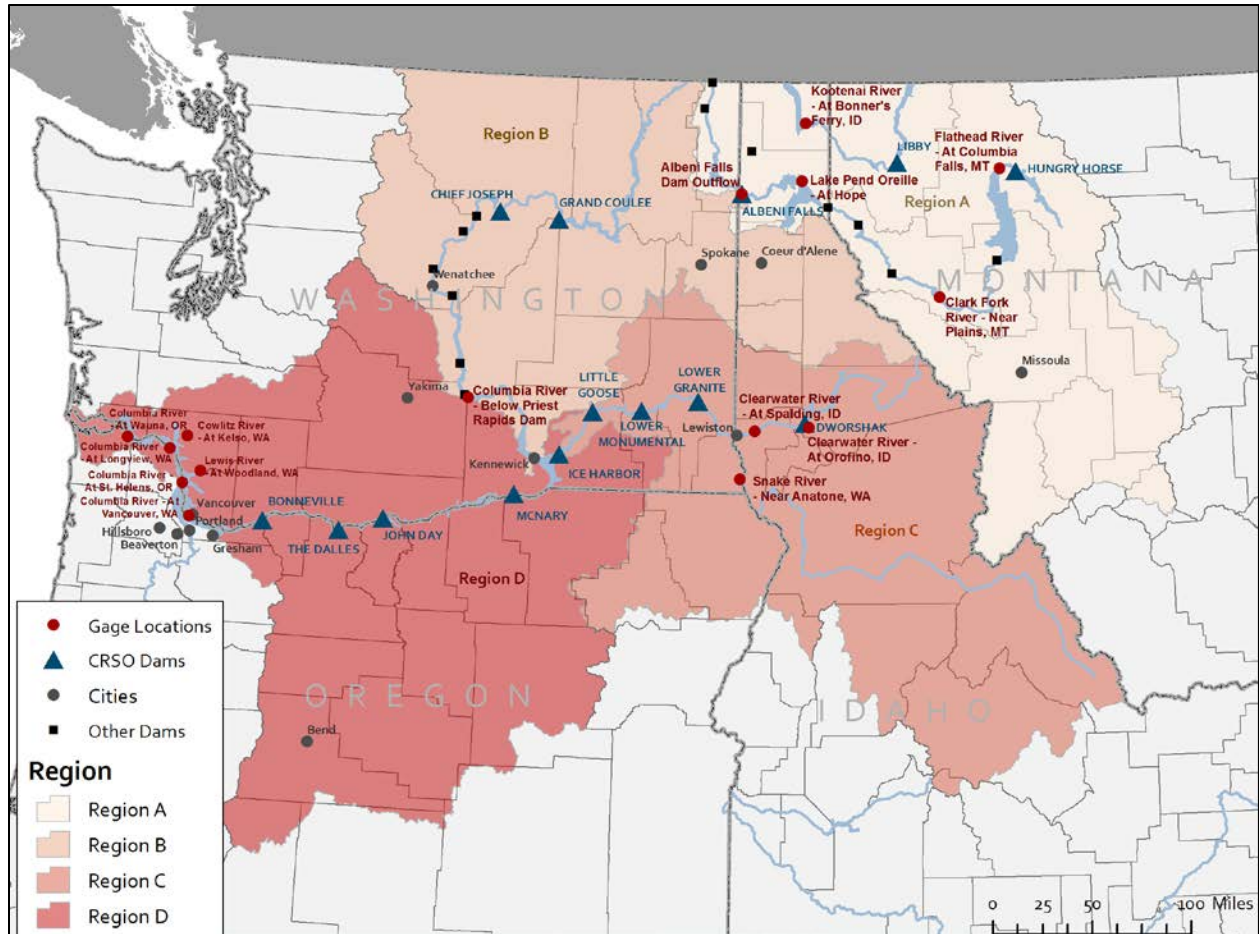 Kootenai River
- At Bonner's
Ferry, ID
Region B
LIBBY
Flathead River
- At Columbia
Falls, MT
HUNGRY HORSE
Albeni Falls
Dam Outflow
Lake Pend Oreille
- At Hope
CHIEF JOSEPH
GRAND COULEE
ALBENI FALLS
Region A
Spokane
Coeur d'Alene
Wenatchee
WASHINGTON
MONTANA
Clark Fork
River - Near
Plains, MT
Missoula
Yakima
Columbia River
- Below Priest
Rapids Dam
LITTLE
GOOSE
LOWER
GRANITE
LOWER
MONUMENTAL
Clearwater River
- At Spalding, ID
Lewiston
DWORSHAK
Clearwater River -
At Orofino, ID
Columbia River
- At Wauna, OR
Cowlitz River
- At Kelso, WA
Columbia River
- At Longview, WA
Lewis River
- At Woodland, WA
Columbia River -
At St. Helens, OR
Columbia River - At
Vancouver, WA
Kennewick
ICE HARBOR
Snake River
- Near Anatone, WA
Vancouver
Portland
Hillsboro
Beaverton
Gresham
BONNEVILLE
THE DALLES
JOHN DAY
MCNARY
Region C
Region D
OREGON
IDAHO
Bend
Gage Locations
CRSO Dams
Cities
Other Dams
Region
Region A
Region B
Region C
Region D
0 25 50 100 Miles